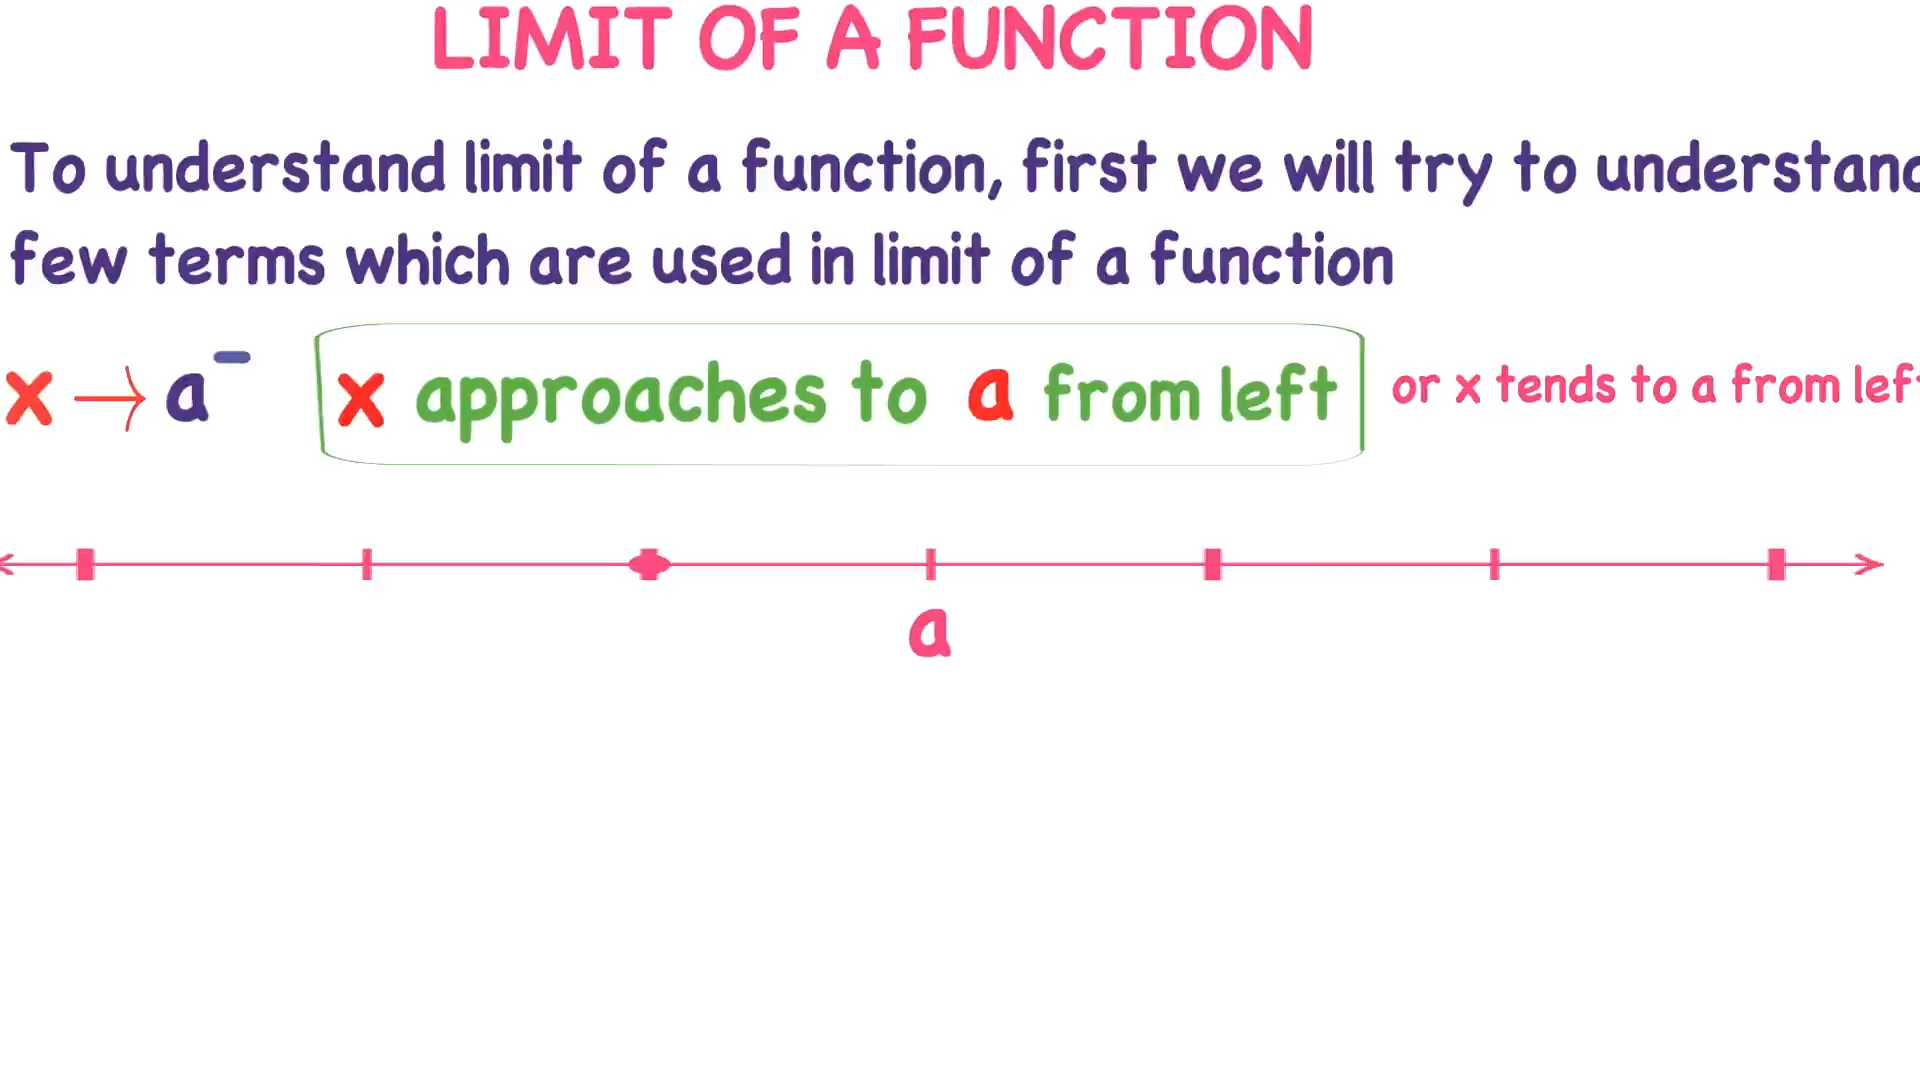 LIMIT OF A FUNCTION
To understand limit of a function, first we will try to understand
few terms which are used in limit of a function
x → a⁻ x approaches to a from left or x tends to a from left
a